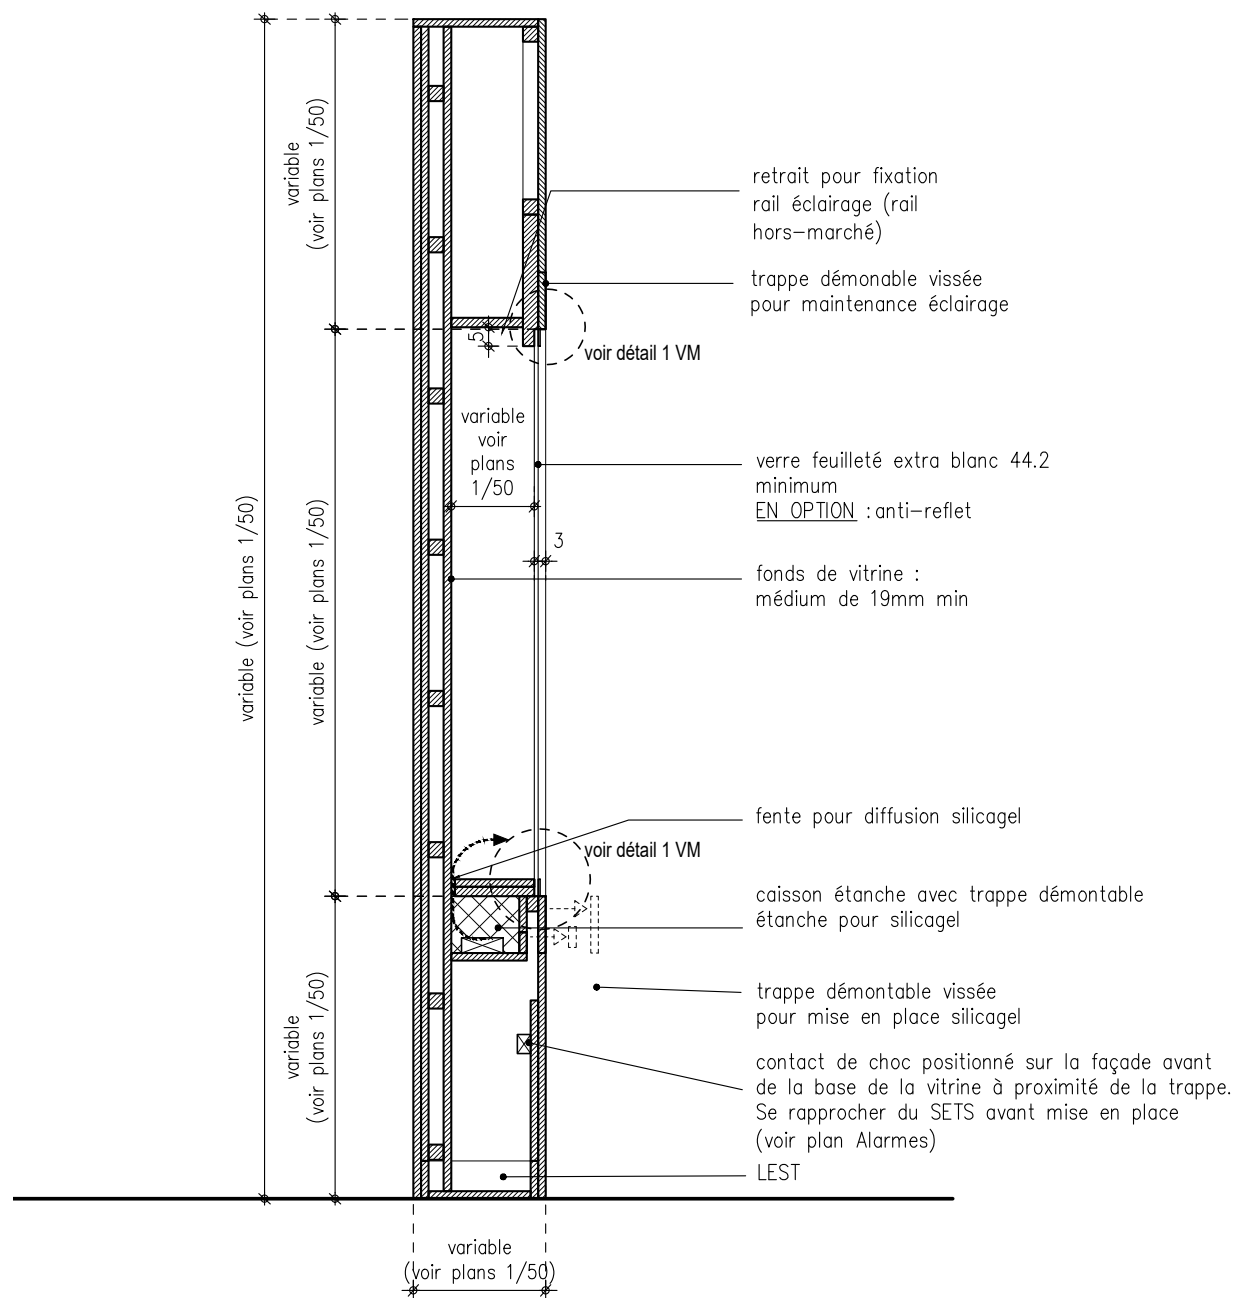 variable
(voir plans 1/50)
retrait pour fixation
rail éclairage (rail
hors-marché)
trappe démonable vissée
pour maintenance éclairage
5
voir détail 1 VM
variable
voir
plans
1/50
verre feuilleté extra blanc 44.2
minimum
EN OPTION : anti-reflet
3
variable (voir plans 1/50)
variable (voir plans 1/50)
fonds de vitrine :
médium de 19mm min
fente pour diffusion silicagel
voir détail 1 VM
caisson étanche avec trappe démontable
étanche pour silicagel
trappe démontable vissée
pour mise en place silicagel
variable
(voir plans 1/50)
contact de choc positionné sur la façade avant
de la base de la vitrine à proximité de la trappe.
Se rapprocher du SETS avant mise en place
(voir plan Alarmes)
LEST
variable
(voir plans 1/50)